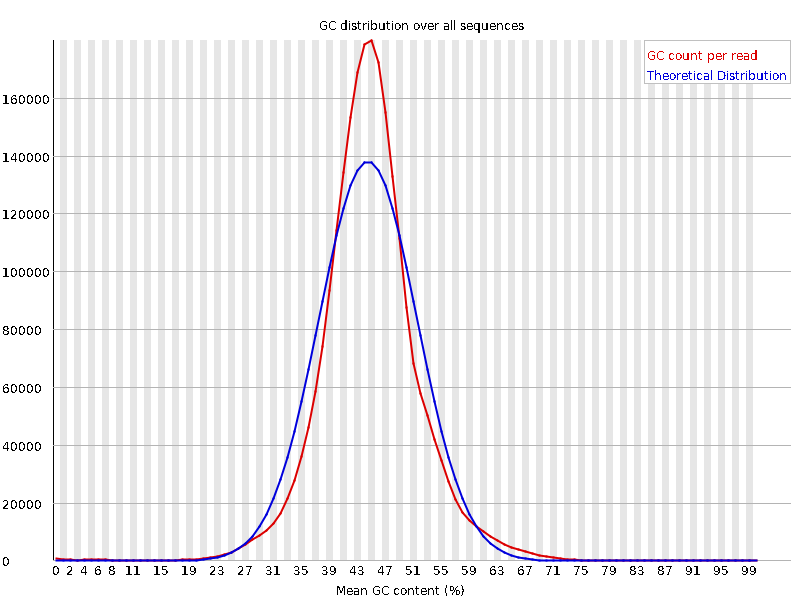 GC distribution over all sequences
GC count per read
Theoretical Distribution
160000
140000
120000
100000
80000
60000
40000
20000
0
0 2 4 6 8 11 15 19 23 27 31 35 39 43 47 51 55 59 63 67 71 75 79 83 87 91 95 99
Mean GC content (%)